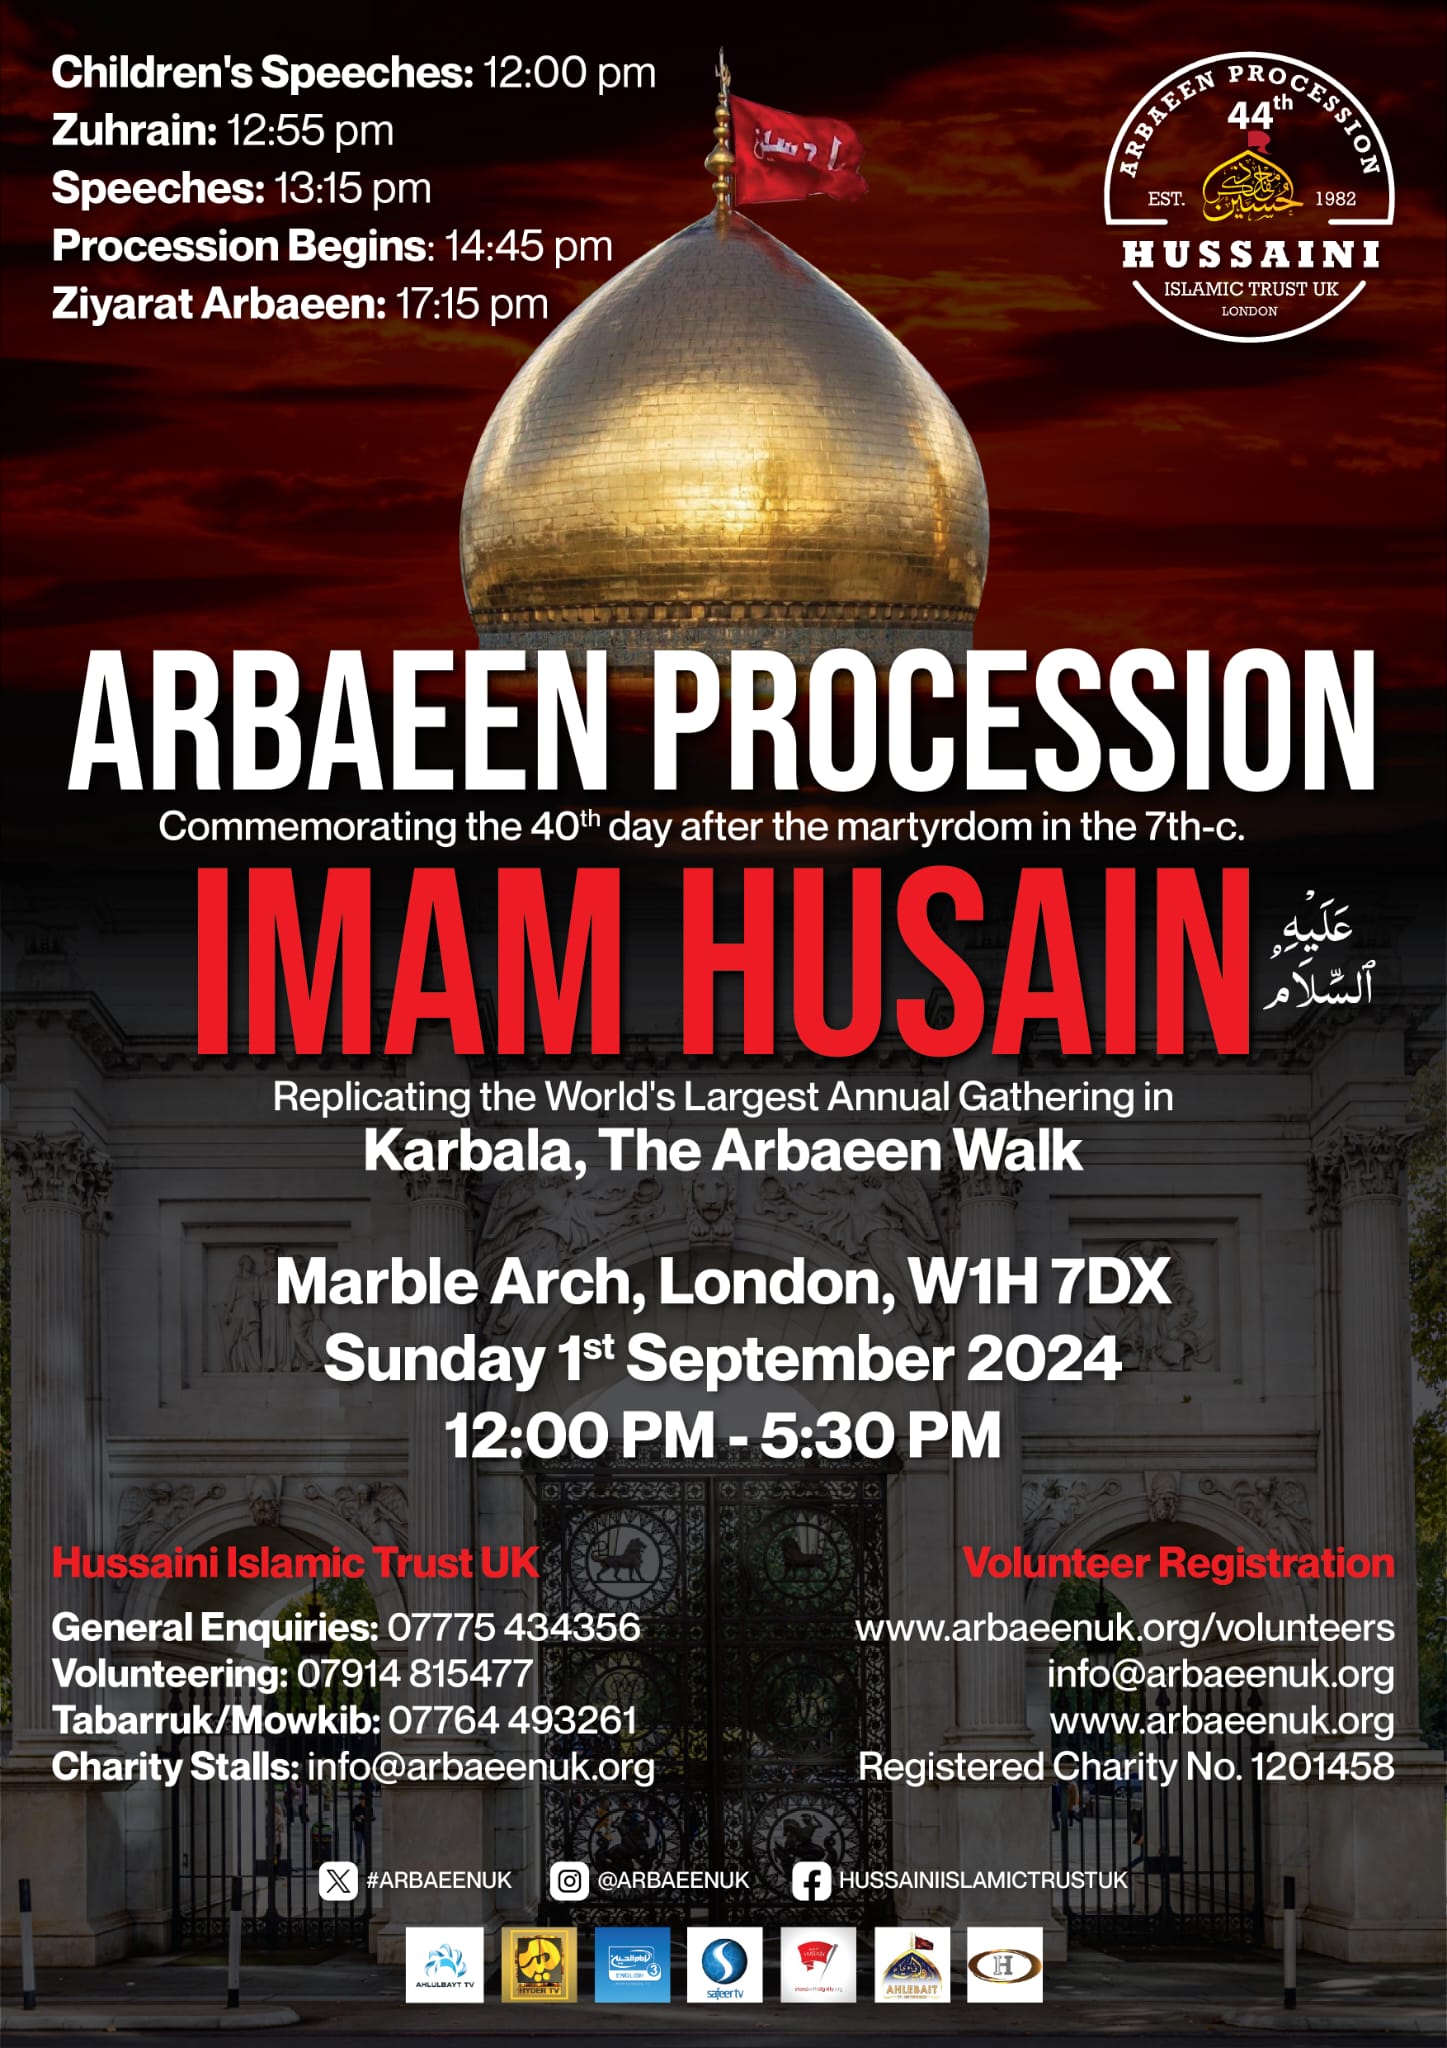 Children's Speeches: 12:00 pm
Zuhrain: 12:55 pm
Speeches: 13:15 pm
Procession Begins: 14:45 pm
Ziyarat Arbaeen: 17:15 pm
ARBAEEN PROCESSION
44th
EST. 1982
HUSSAINI
ISLAMIC TRUST UK
LONDON
ARBAEEN PROCESSION
Commemorating the 40th day after the martyrdom in the 7th-c.
IMAM HUSAIN
عَلَيْهِ
السَّلَام
Replicating the World's Largest Annual Gathering in
Karbala, The Arbaeen Walk
Marble Arch, London, W1H 7DX
Sunday 1st September 2024
12:00 PM - 5:30 PM
Hussaini Islamic Trust UK
General Enquiries: 07775 434356
Volunteering: 07914 815477
Tabarruk/Mowkib: 07764 493261
Charity Stalls: info@arbaeenuk.org
Volunteer Registration
www.arbaeenuk.org/volunteers
info@arbaeenuk.org
www.arbaeenuk.org
Registered Charity No. 1201458
#ARBAEENUK
@ARBAEENUK
HUSSAINIISLAMICTRUSTUK
AHLULBAYT TV
HYDER TV
ENGLISH 3
safeer tv
standwithdignity.org
AHLEBAIT
H